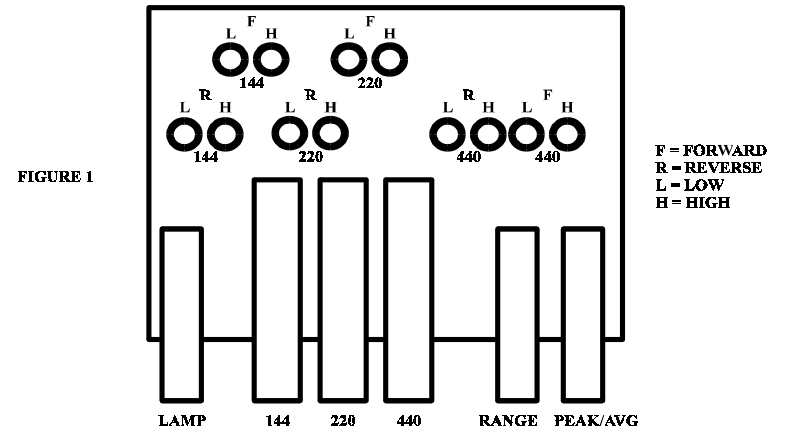 F F
L H L H
144 220
R R R F
L H L H L H L H
144 220 440 440
FIGURE 1
F = FORWARD
R = REVERSE
L = LOW
H = HIGH
LAMP 144 220 440 RANGE PEAK/AVG